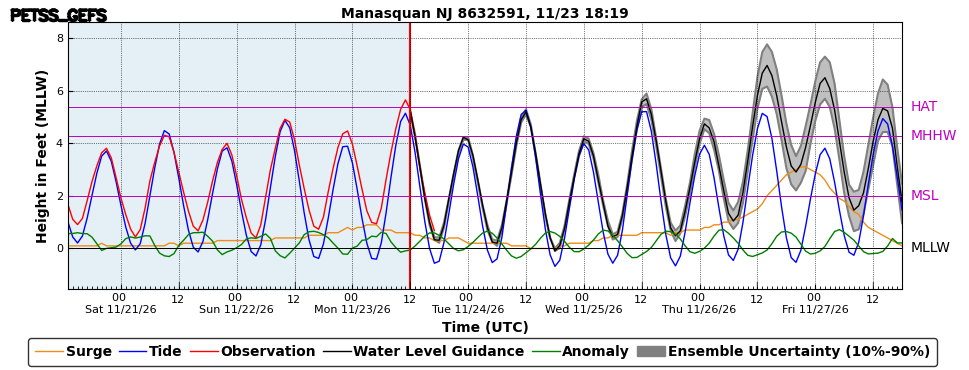 PETSS_GEFS
Manasquan NJ 8632591, 11/23 18:19
Height in Feet (MLLW)
8
6
4
2
0
HAT
MHHW
MSL
MLLW
00 12 00 12 00 12 00 12 00 12 00 12 00 12
Sat 11/21/26 Sun 11/22/26 Mon 11/23/26 Tue 11/24/26 Wed 11/25/26 Thu 11/26/26 Fri 11/27/26
Time (UTC)
Surge Tide Observation Water Level Guidance Anomaly Ensemble Uncertainty (10%-90%)